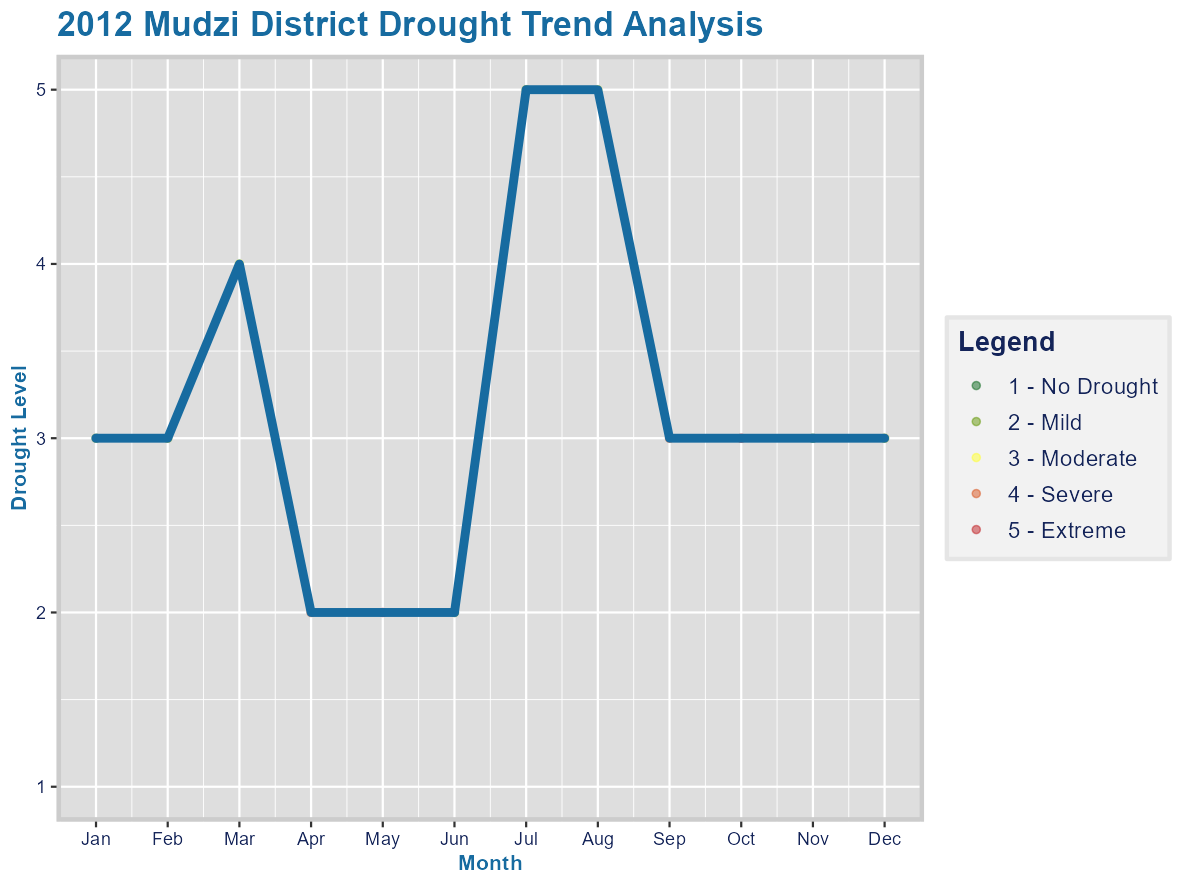 2012 Mudzi District Drought Trend Analysis
Drought Level
5
4
3
2
1
Jan Feb Mar Apr May Jun Jul Aug Sep Oct Nov Dec
Month
Legend
1 - No Drought
2 - Mild
3 - Moderate
4 - Severe
5 - Extreme